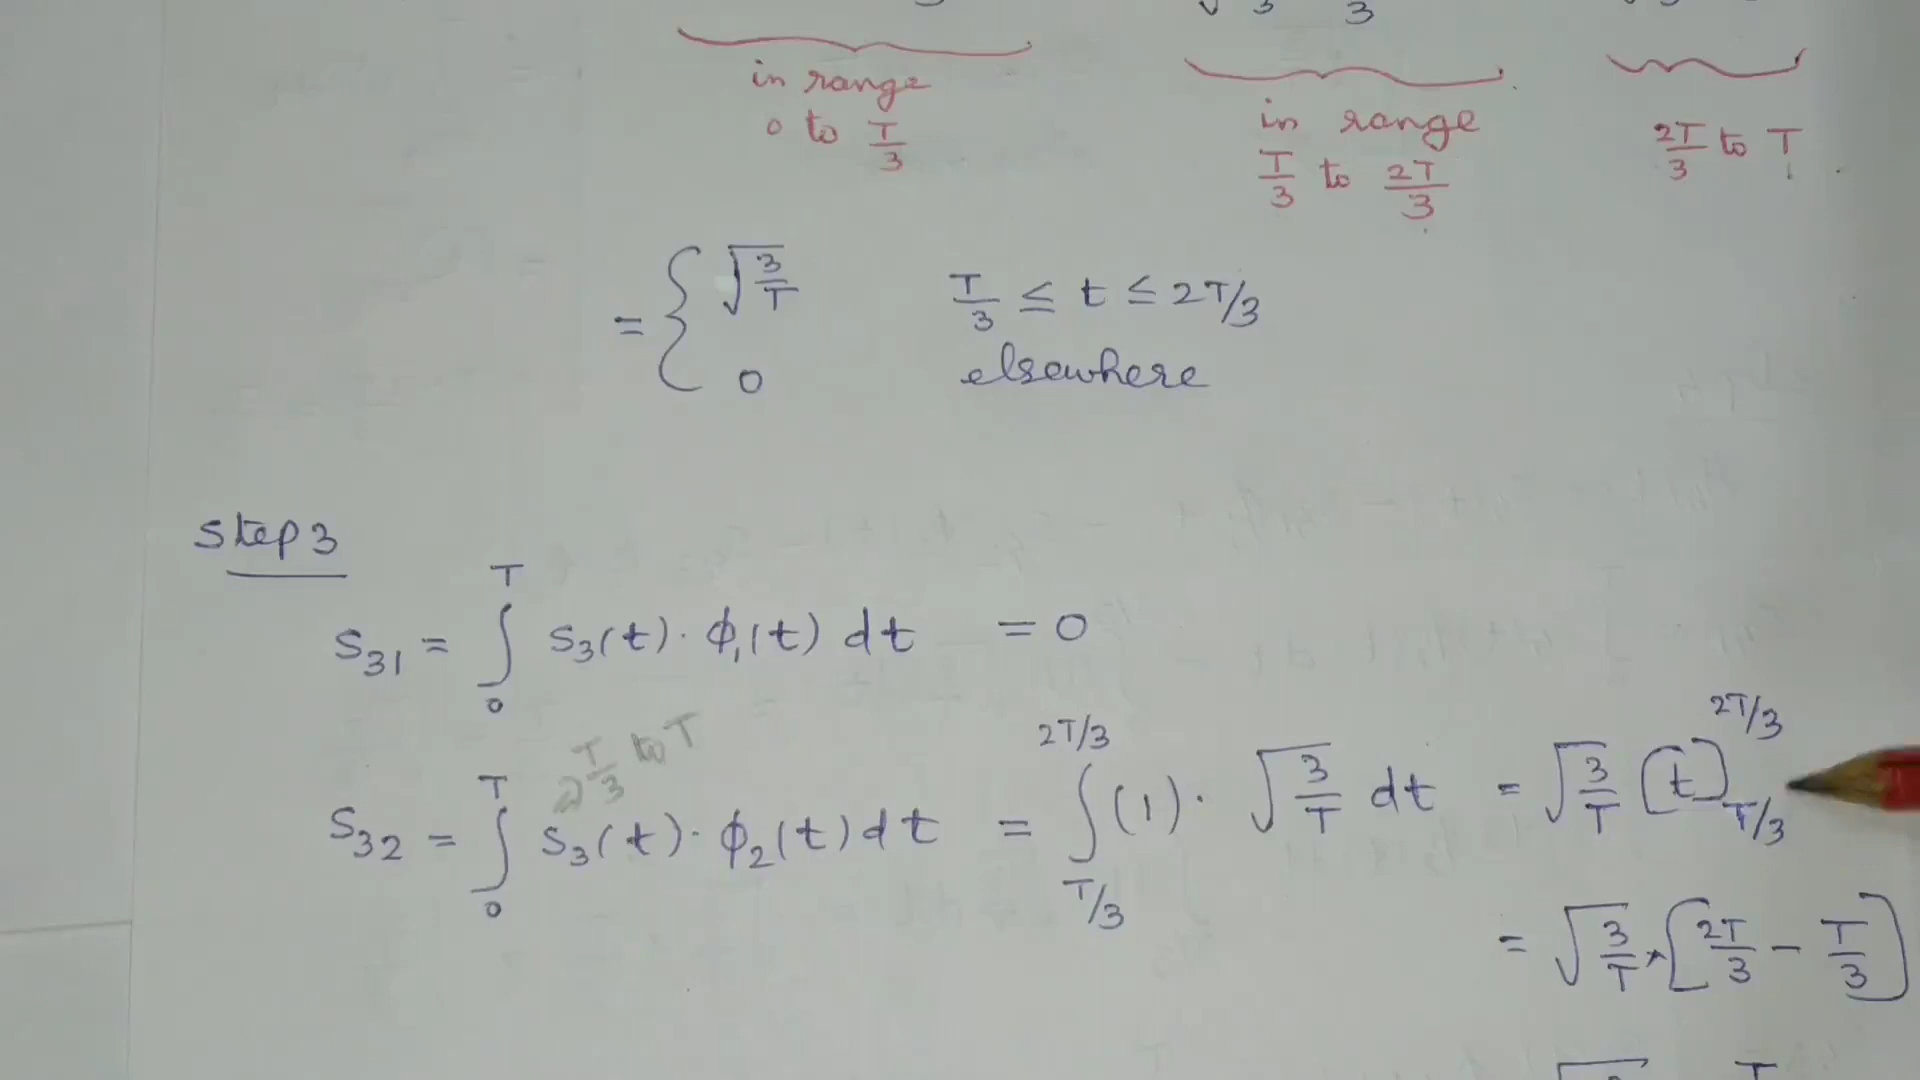 in range in range 2T/3 to T
0 to T/3 T/3 to 2T/3
= { √(3/T) T/3 ≤ t ≤ 2T/3
0 elsewhere
Step 3
S₃₁ = ∫₀ᵀ S₃(t) · ϕ₁(t) dt = 0
2T/3 to T
S₃₂ = ∫₀ᵀ S₃(t) · ϕ₂(t) dt = ∫_{T/3}^{2T/3} (1) · √(3/T) dt = √(3/T) [t]_{T/3}^{2T/3}
= √(3/T) × [2T/3 - T/3]